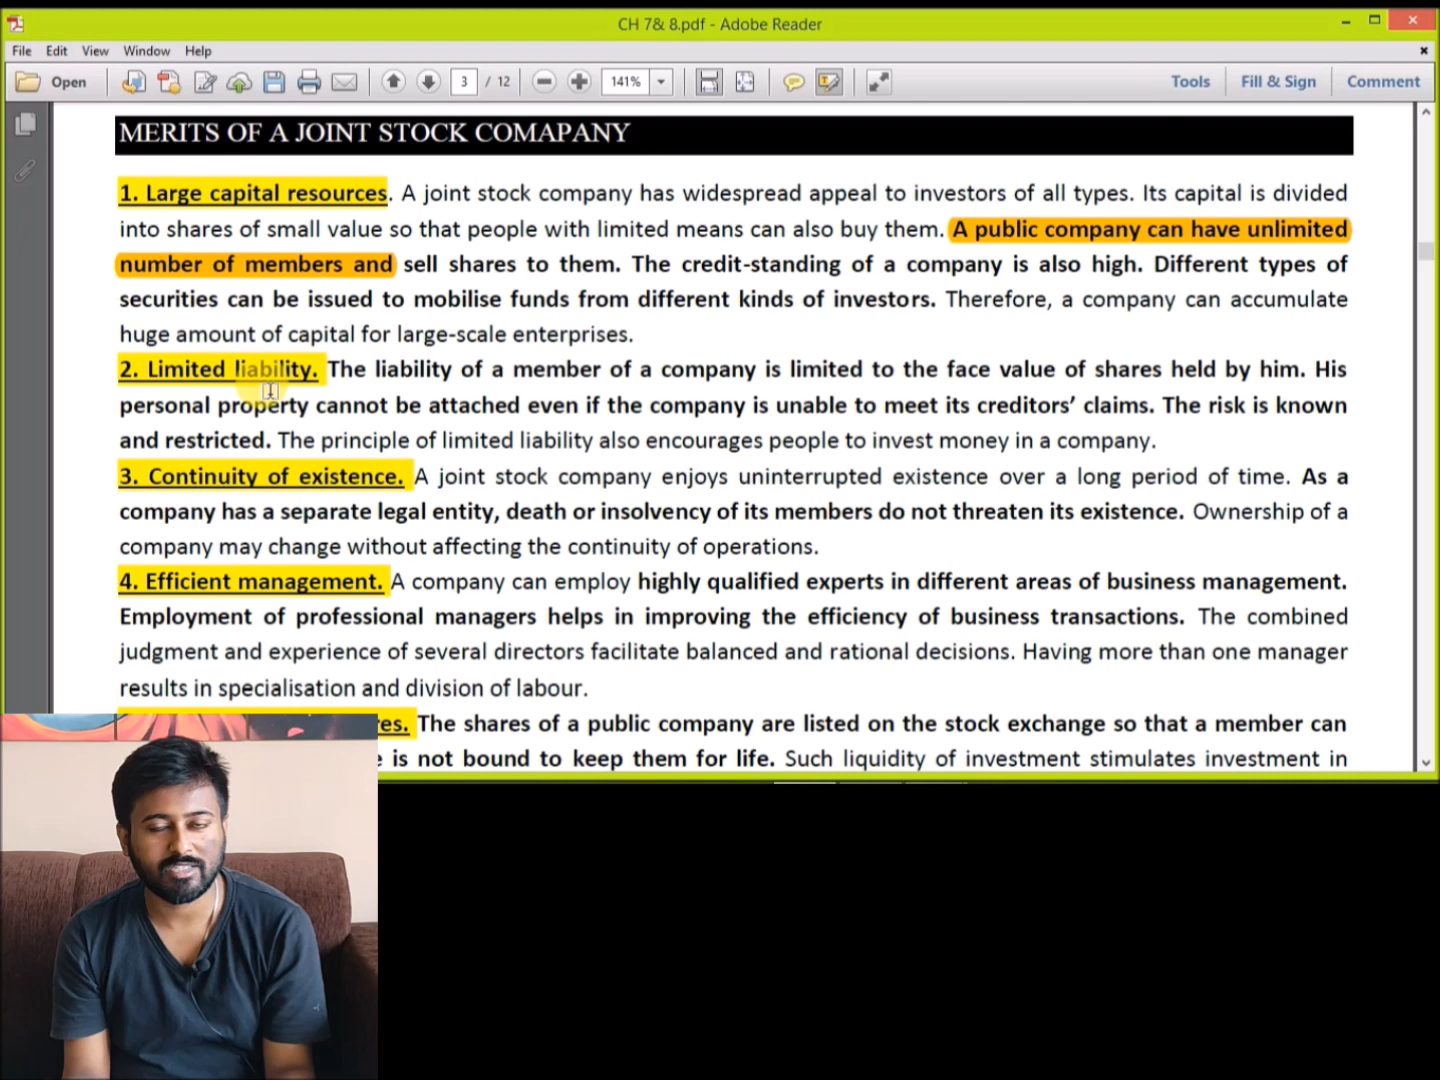 CH 7& 8.pdf - Adobe Reader
File Edit View Window Help
Open 3 / 12 141% Tools Fill & Sign Comment
MERITS OF A JOINT STOCK COMAPANY
1. Large capital resources. A joint stock company has widespread appeal to investors of all types. Its capital is divided
into shares of small value so that people with limited means can also buy them. A public company can have unlimited
number of members and sell shares to them. The credit-standing of a company is also high. Different types of
securities can be issued to mobilise funds from different kinds of investors. Therefore, a company can accumulate
huge amount of capital for large-scale enterprises.
2. Limited liability. The liability of a member of a company is limited to the face value of shares held by him. His
personal property cannot be attached even if the company is unable to meet its creditors' claims. The risk is known
and restricted. The principle of limited liability also encourages people to invest money in a company.
3. Continuity of existence. A joint stock company enjoys uninterrupted existence over a long period of time. As a
company has a separate legal entity, death or insolvency of its members do not threaten its existence. Ownership of a
company may change without affecting the continuity of operations.
4. Efficient management. A company can employ highly qualified experts in different areas of business management.
Employment of professional managers helps in improving the efficiency of business transactions. The combined
judgment and experience of several directors facilitate balanced and rational decisions. Having more than one manager
results in specialisation and division of labour.
res. The shares of a public company are listed on the stock exchange so that a member can
e is not bound to keep them for life. Such liquidity of investment stimulates investment in